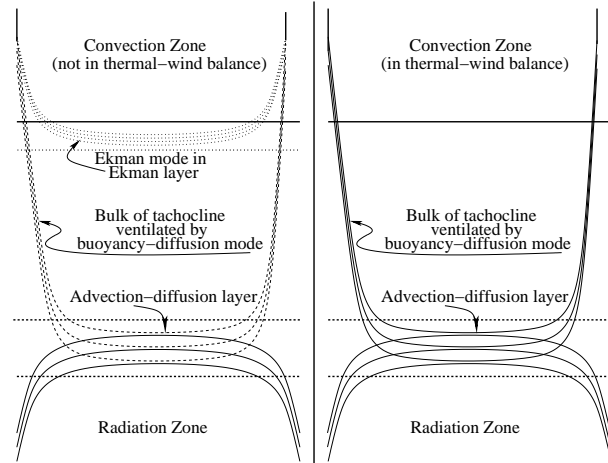 Convection Zone
(not in thermal−wind balance)
Ekman mode in
Ekman layer
Bulk of tachocline
ventilated by
buoyancy−diffusion mode
Advection−diffusion layer
Radiation Zone
Convection Zone
(in thermal−wind balance)
Bulk of tachocline
ventilated by
buoyancy−diffusion mode
Advection−diffusion layer
Radiation Zone